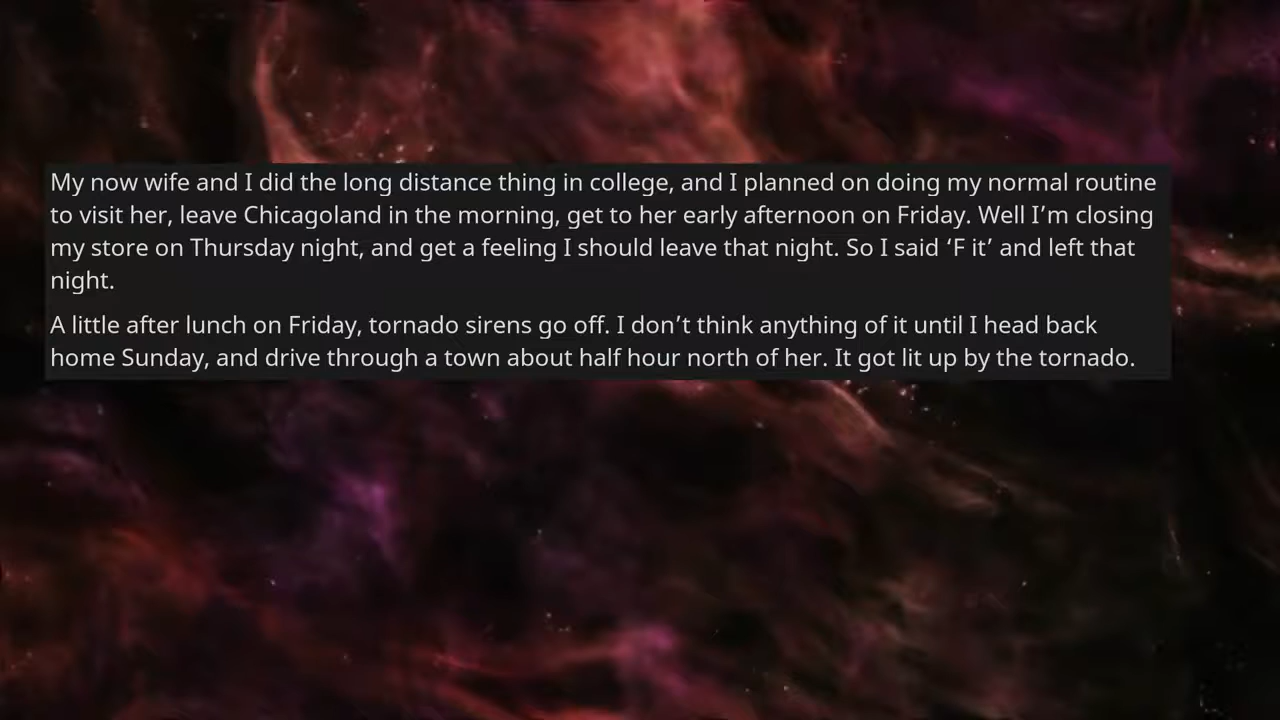 My now wife and I did the long distance thing in college, and I planned on doing my normal routine
to visit her, leave Chicagoland in the morning, get to her early afternoon on Friday. Well I’m closing
my store on Thursday night, and get a feeling I should leave that night. So I said ‘F it’ and left that
night.
A little after lunch on Friday, tornado sirens go off. I don’t think anything of it until I head back
home Sunday, and drive through a town about half hour north of her. It got lit up by the tornado.